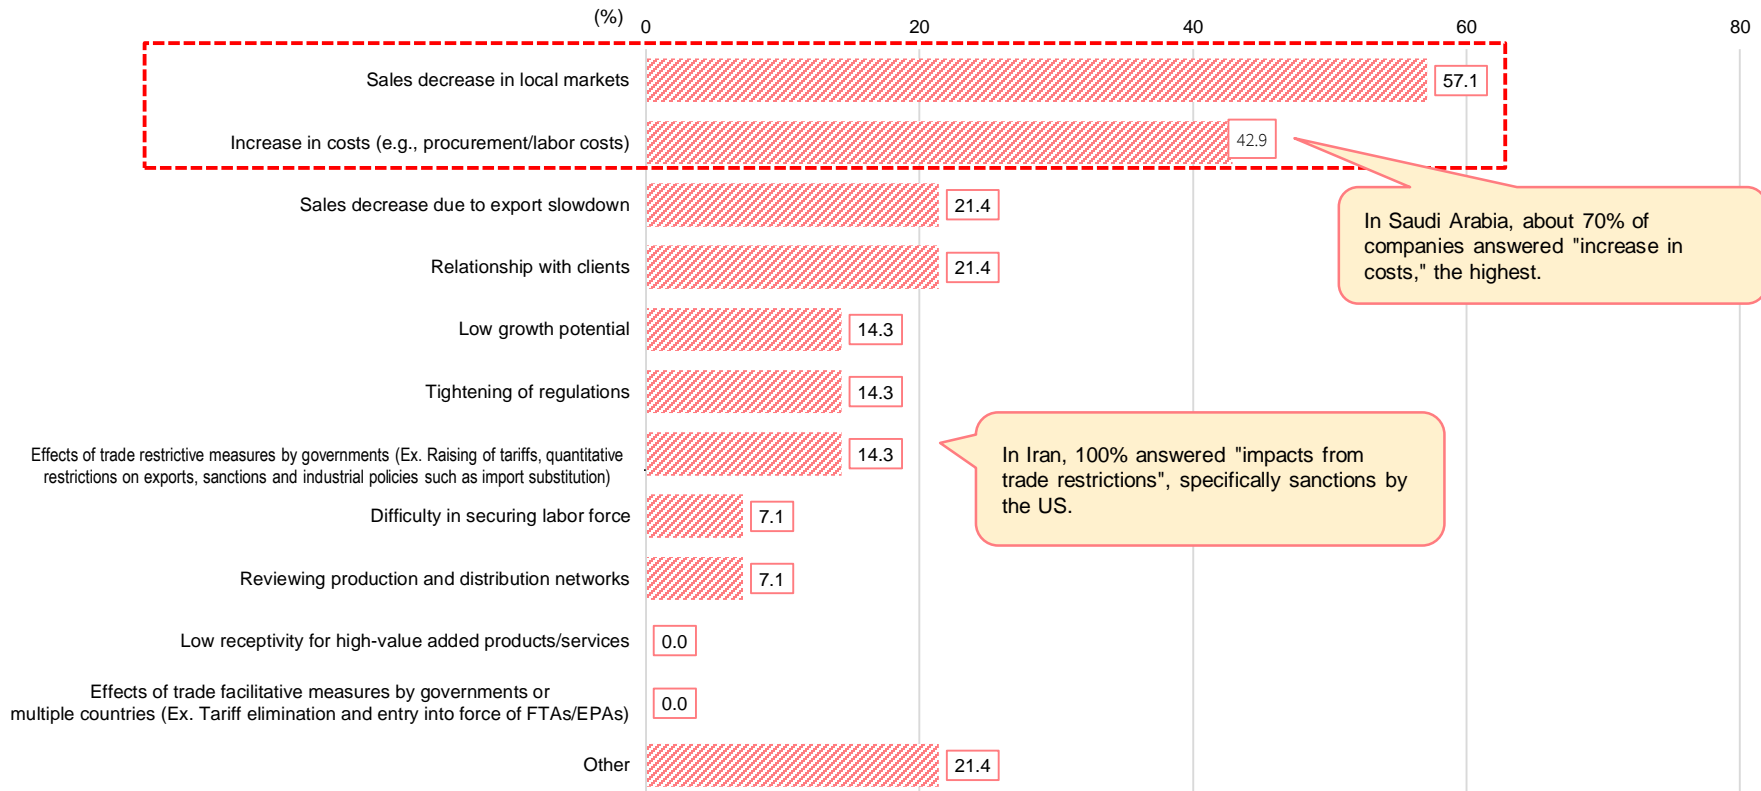 (%)
0 20 40 60 80
Sales decrease in local markets 57.1
Increase in costs (e.g., procurement/labor costs) 42.9
Sales decrease due to export slowdown 21.4
In Saudi Arabia, about 70% of
companies answered "increase in
costs," the highest.
Relationship with clients 21.4
Low growth potential 14.3
Tightening of regulations 14.3
Effects of trade restrictive measures by governments (Ex. Raising of tariffs, quantitative
restrictions on exports, sanctions and industrial policies such as import substitution) 14.3
In Iran, 100% answered "impacts from
trade restrictions", specifically sanctions by
the US.
Difficulty in securing labor force 7.1
Reviewing production and distribution networks 7.1
Low receptivity for high-value added products/services 0.0
Effects of trade facilitative measures by governments or
multiple countries (Ex. Tariff elimination and entry into force of FTAs/EPAs) 0.0
Other 21.4